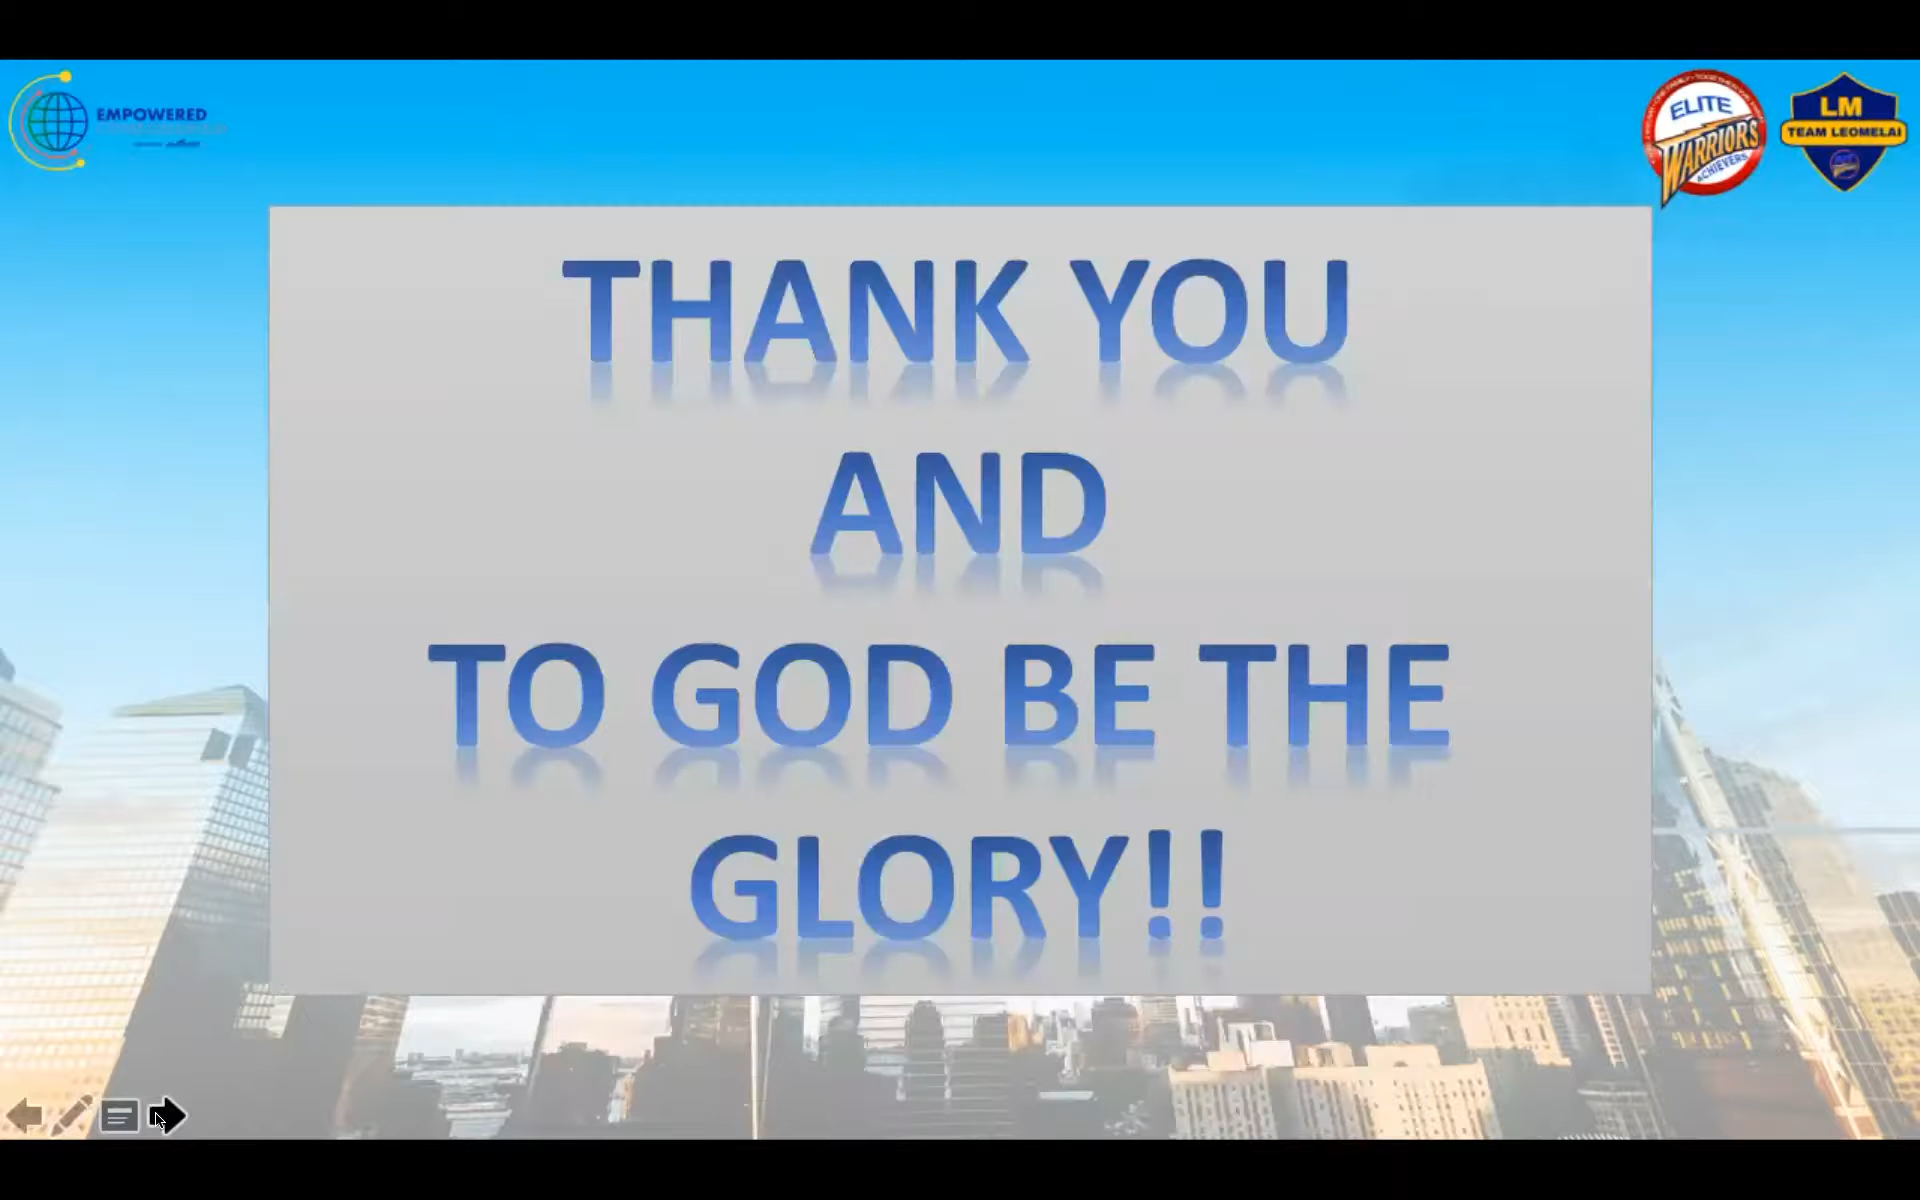 EMPOWERED
ELITE
WARRIORS
ACHIEVERS
LM
TEAM LEOMELAI
THANK YOU
AND
TO GOD BE THE
GLORY!!